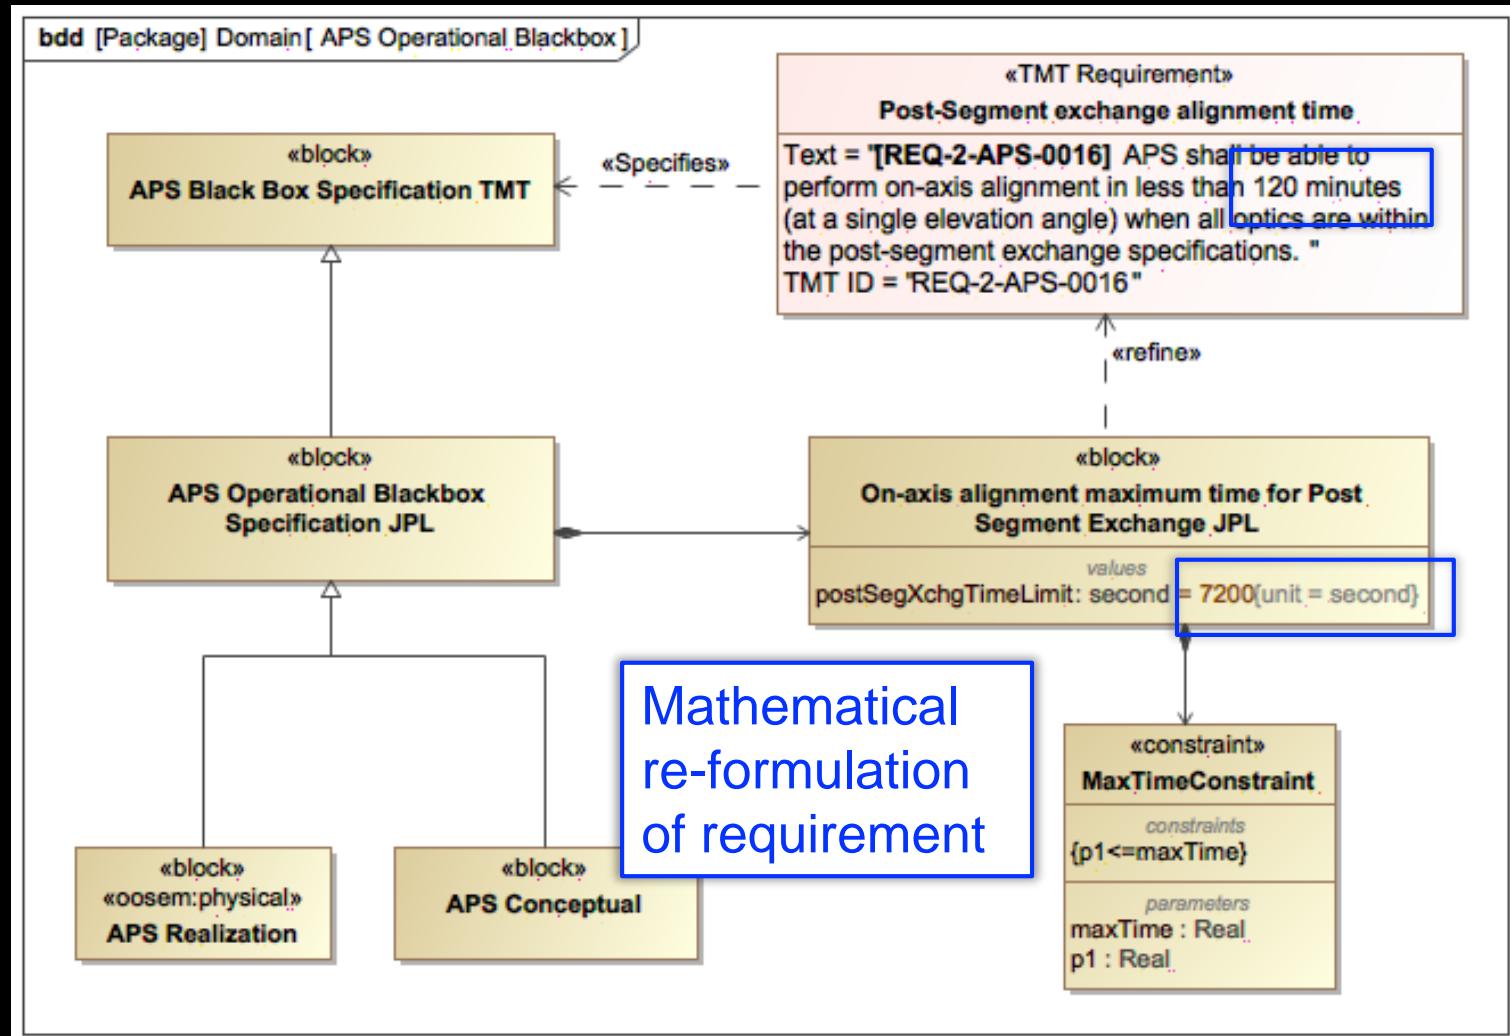 bdd [Package] Domain[ APS Operational Blackbox ]
«TMT Requirement»
Post-Segment exchange alignment time
Text = "[REQ-2-APS-0016] APS shall be able to
perform on-axis alignment in less than 120 minutes
(at a single elevation angle) when all optics are within
the post-segment exchange specifications. "
TMT ID = "REQ-2-APS-0016"
«block»
APS Black Box Specification TMT
«Specifies»
«refine»
«block»
APS Operational Blackbox
Specification JPL
«block»
On-axis alignment maximum time for Post
Segment Exchange JPL
values
postSegXchgTimeLimit: second = 7200{unit = second}
Mathematical
re-formulation
of requirement
«constraint»
MaxTimeConstraint
constraints
{p1<=maxTime}
parameters
maxTime : Real
p1 : Real
«block»
«oosem:physical»
APS Realization
«block»
APS Conceptual